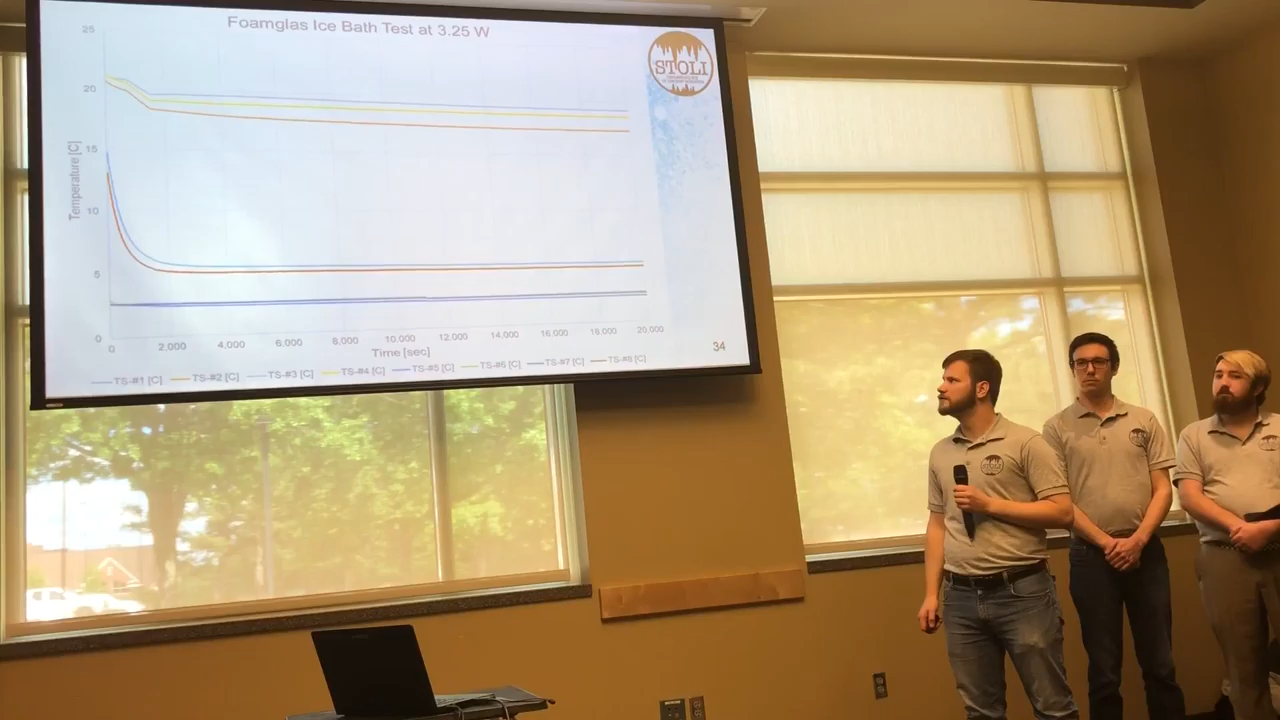 Foamglas Ice Bath Test at 3.25 W
STOLI
Temperature [C]
25
20
15
10
5
0
0 2,000 4,000 6,000 8,000 10,000 12,000 14,000 16,000 18,000 20,000
Time [sec]
34
TS-#1 [C] TS-#2 [C] TS-#3 [C] TS-#4 [C] TS-#5 [C] TS-#6 [C] TS-#7 [C] TS-#8 [C]